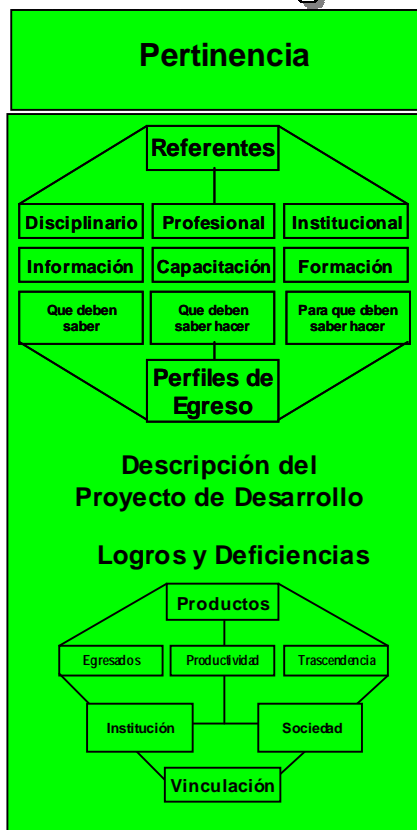 Pertinencia
Referentes
Disciplinario Profesional Institucional
Información Capacitación Formación
Que deben Que deben Para que deben
saber saber hacer saber hacer
Perfiles de
Egreso
Descripción del
Proyecto de Desarrollo
Logros y Deficiencias
Productos
Egresados Productividad Trascendencia
Institución Sociedad
Vinculación